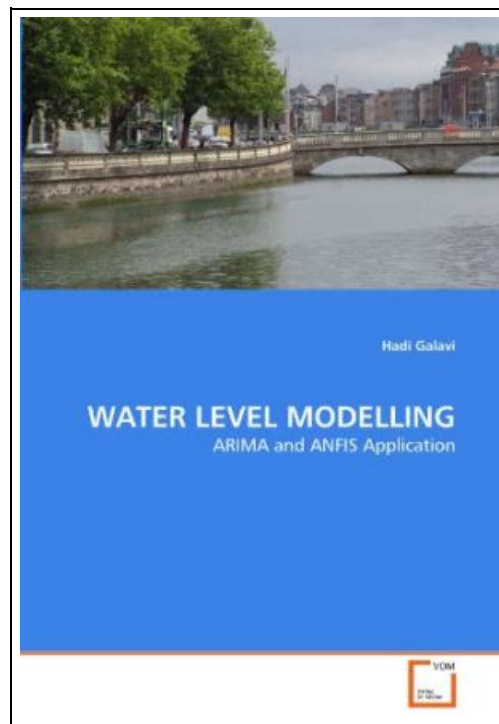 Hadi Galavi
WATER LEVEL MODELLING
ARIMA and ANFIS Application
VDM